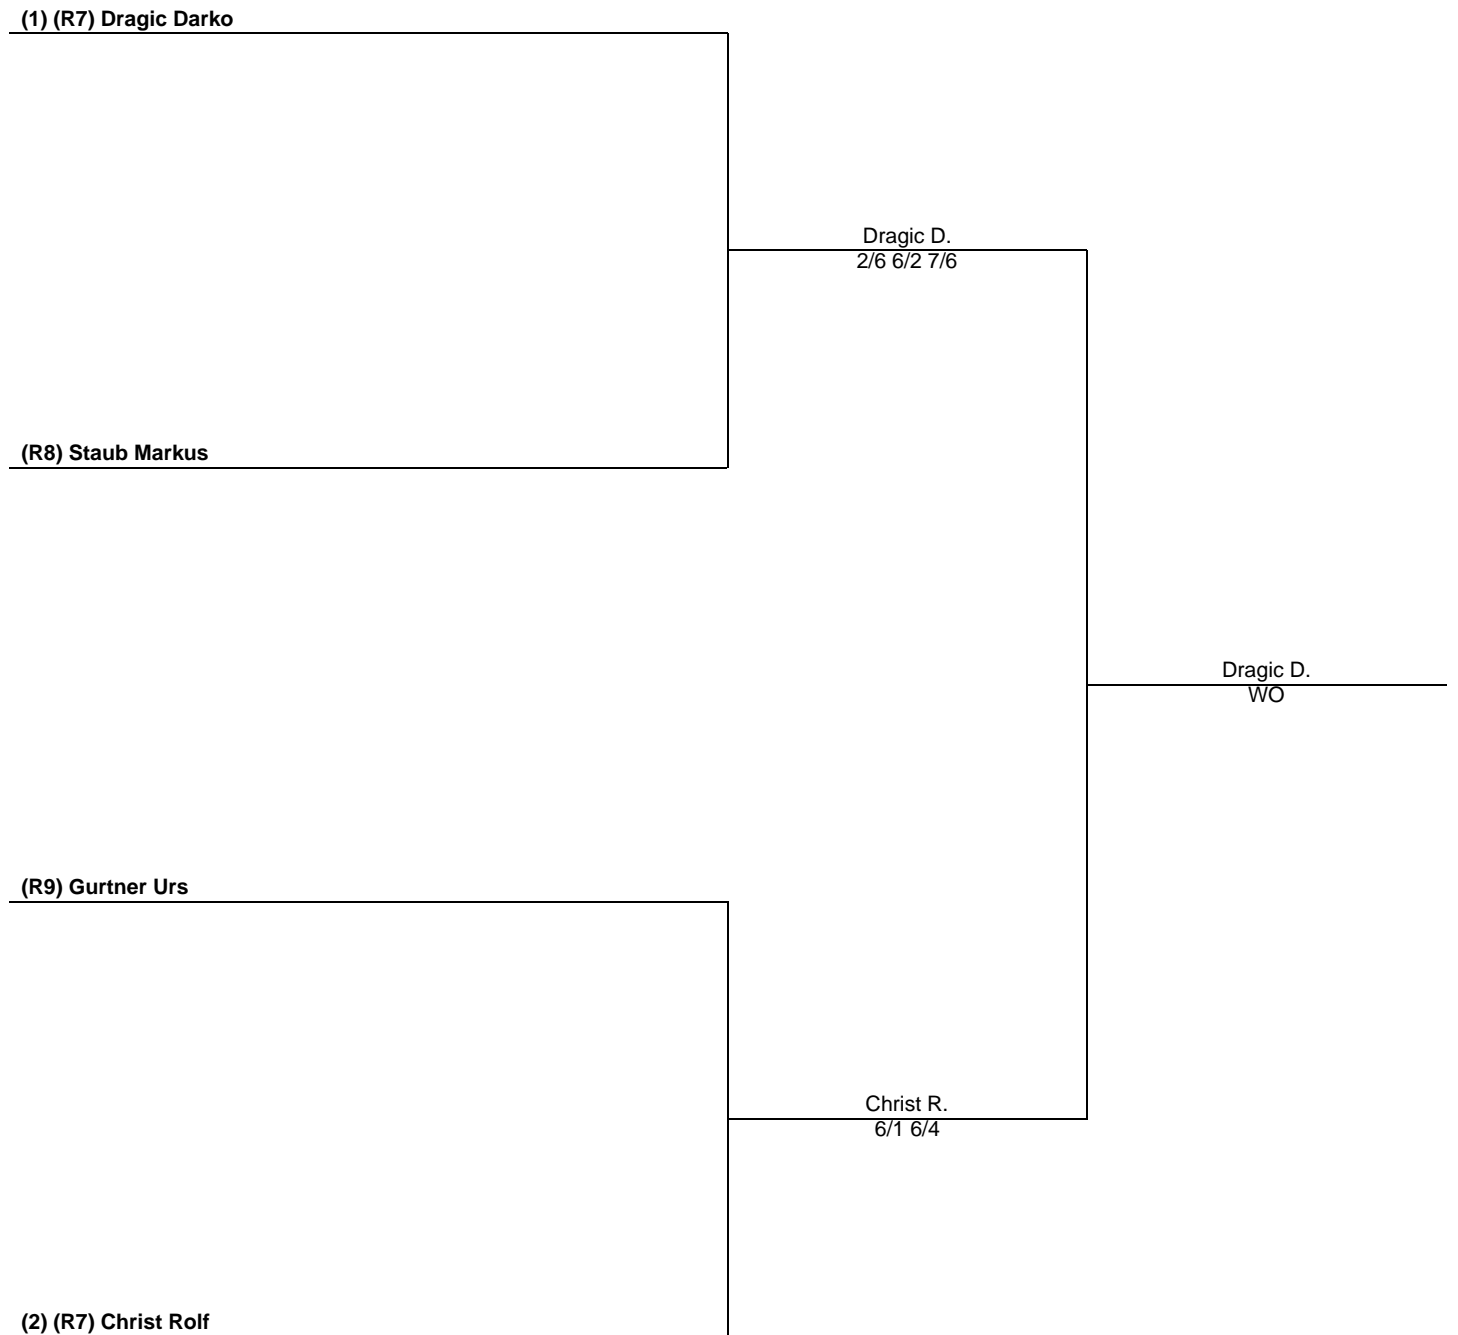 (1) (R7) Dragic Darko
Dragic D.
2/6 6/2 7/6
(R8) Staub Markus
Dragic D.
WO
(R9) Gurtner Urs
Christ R.
6/1 6/4
(2) (R7) Christ Rolf